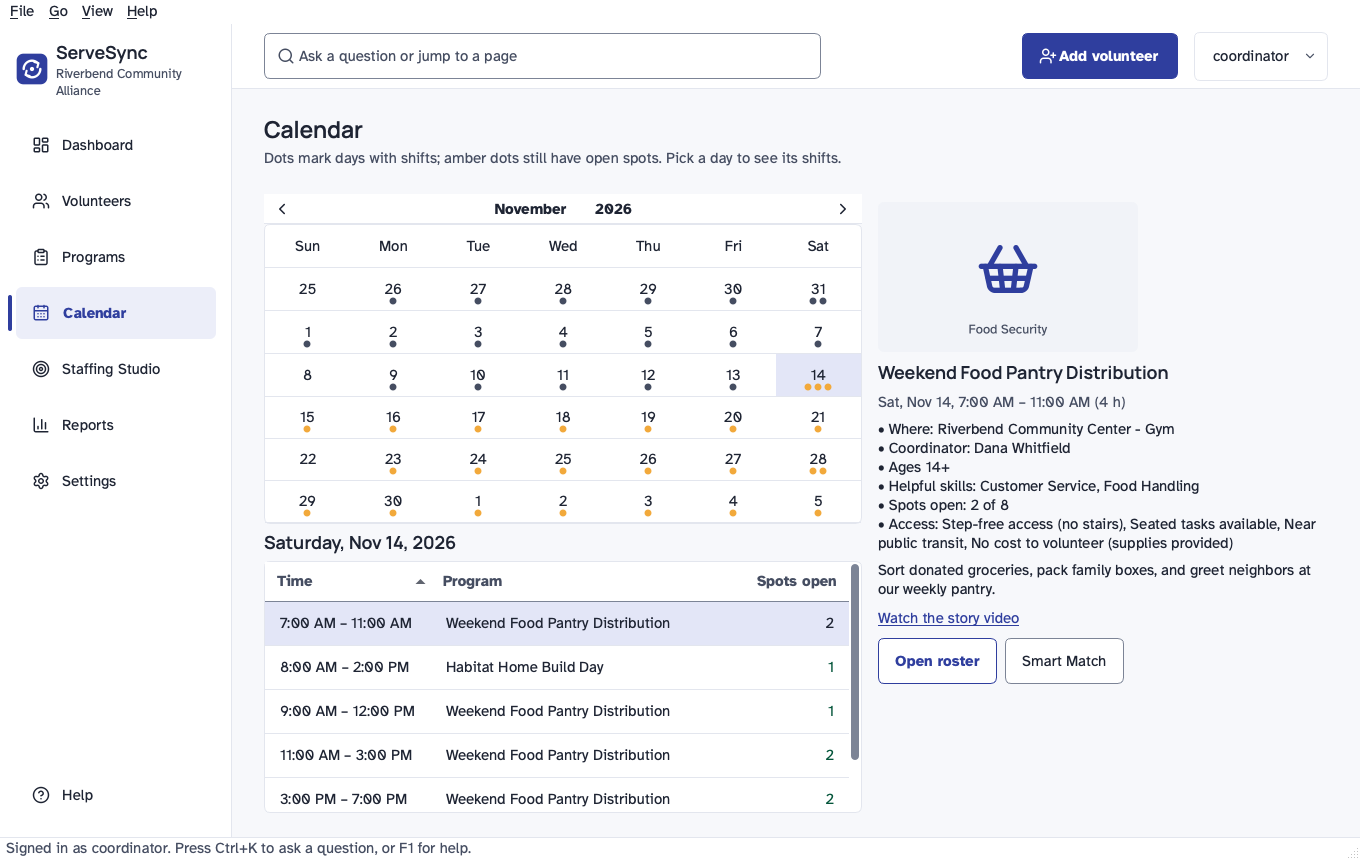 File Go View Help
ServeSync
Riverbend Community
Alliance
Ask a question or jump to a page
Add volunteer
coordinator
Dashboard
Volunteers
Programs
Calendar
Staffing Studio
Reports
Settings
Help
Calendar
Dots mark days with shifts; amber dots still have open spots. Pick a day to see its shifts.
November 2026
Sun Mon Tue Wed Thu Fri Sat
25 26 27 28 29 30 31
1 2 3 4 5 6 7
8 9 10 11 12 13 14
15 16 17 18 19 20 21
22 23 24 25 26 27 28
29 30 1 2 3 4 5
Saturday, Nov 14, 2026
Time Program Spots open
7:00 AM – 11:00 AM Weekend Food Pantry Distribution 2
8:00 AM – 2:00 PM Habitat Home Build Day 1
9:00 AM – 12:00 PM Weekend Food Pantry Distribution 1
11:00 AM – 3:00 PM Weekend Food Pantry Distribution 2
3:00 PM – 7:00 PM Weekend Food Pantry Distribution 2
Food Security
Weekend Food Pantry Distribution
Sat, Nov 14, 7:00 AM – 11:00 AM (4 h)
• Where: Riverbend Community Center - Gym
• Coordinator: Dana Whitfield
• Ages 14+
• Helpful skills: Customer Service, Food Handling
• Spots open: 2 of 8
• Access: Step-free access (no stairs), Seated tasks available, Near
public transit, No cost to volunteer (supplies provided)
Sort donated groceries, pack family boxes, and greet neighbors at
our weekly pantry.
Watch the story video
Open roster
Smart Match
Signed in as coordinator. Press Ctrl+K to ask a question, or F1 for help.